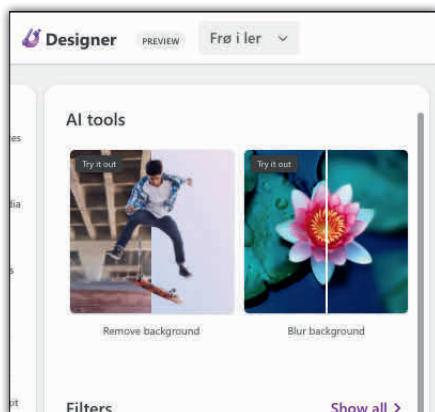 Designer PREVIEW Frø i ler
AI tools
Try it out Try it out
Remove background Blur background
Filters Show all >